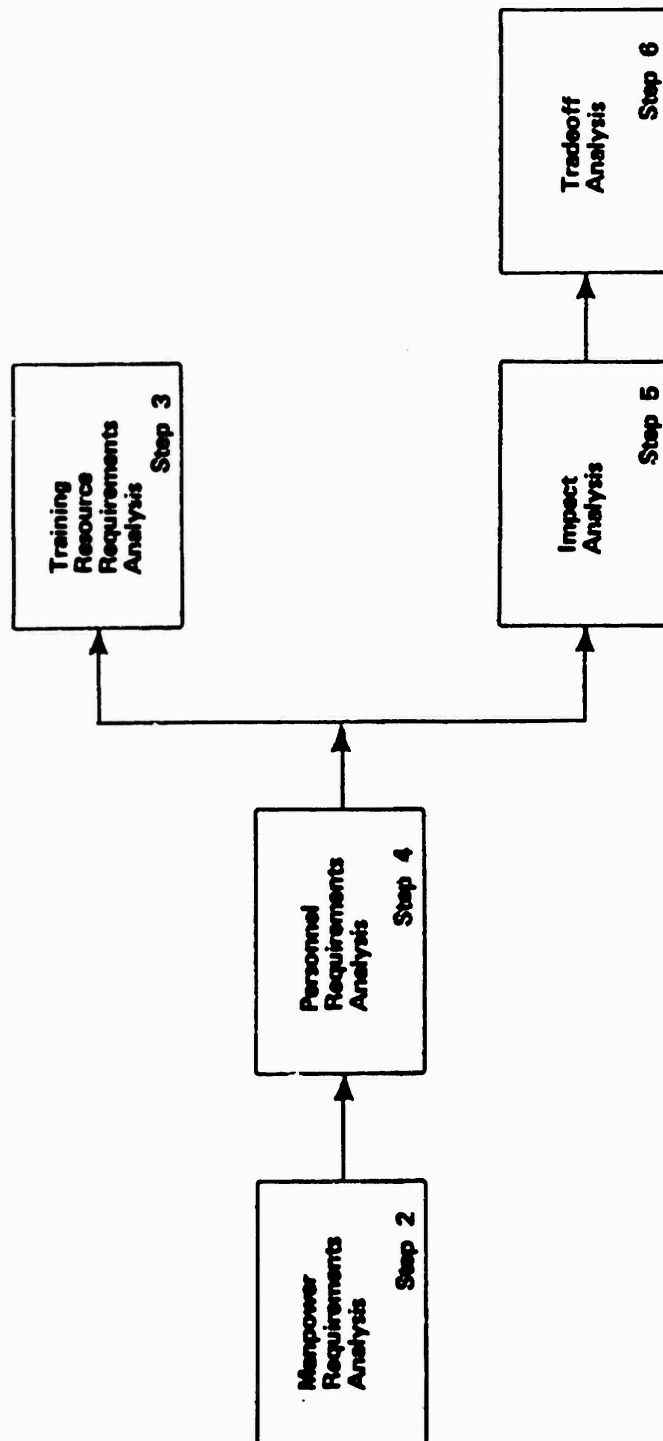 Manpower
Requirements
Analysis
Step 2
Personnel
Requirements
Analysis
Step 4
Training
Resource
Requirements
Analysis
Step 3
Impact
Analysis
Step 5
Tradeoff
Analysis
Step 6